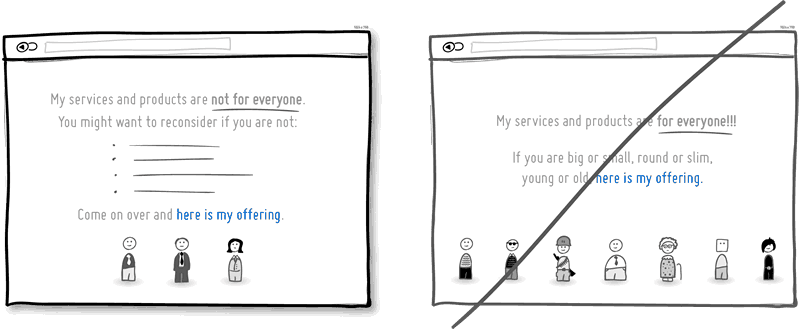 My services and products are not for everyone.
You might want to reconsider if you are not:
Come on over and here is my offering.
My services and products are for everyone!!!
If you are big or small, round or slim,
young or old, here is my offering.